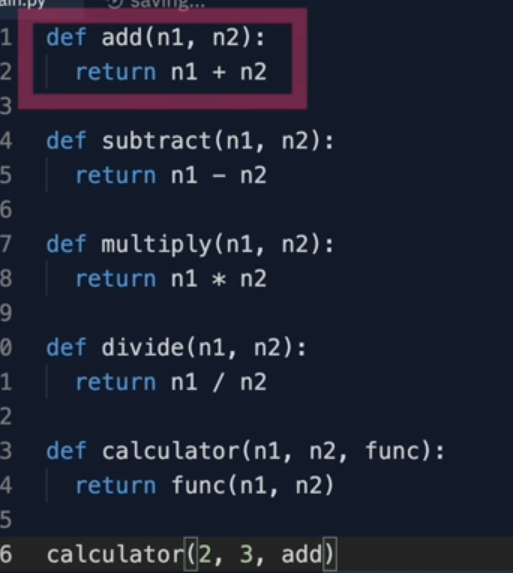 ain.py saving...
1 def add(n1, n2):
2 return n1 + n2
3
4 def subtract(n1, n2):
5 return n1 - n2
6
7 def multiply(n1, n2):
8 return n1 * n2
9
0 def divide(n1, n2):
1 return n1 / n2
2
3 def calculator(n1, n2, func):
4 return func(n1, n2)
5
6 calculator(2, 3, add)